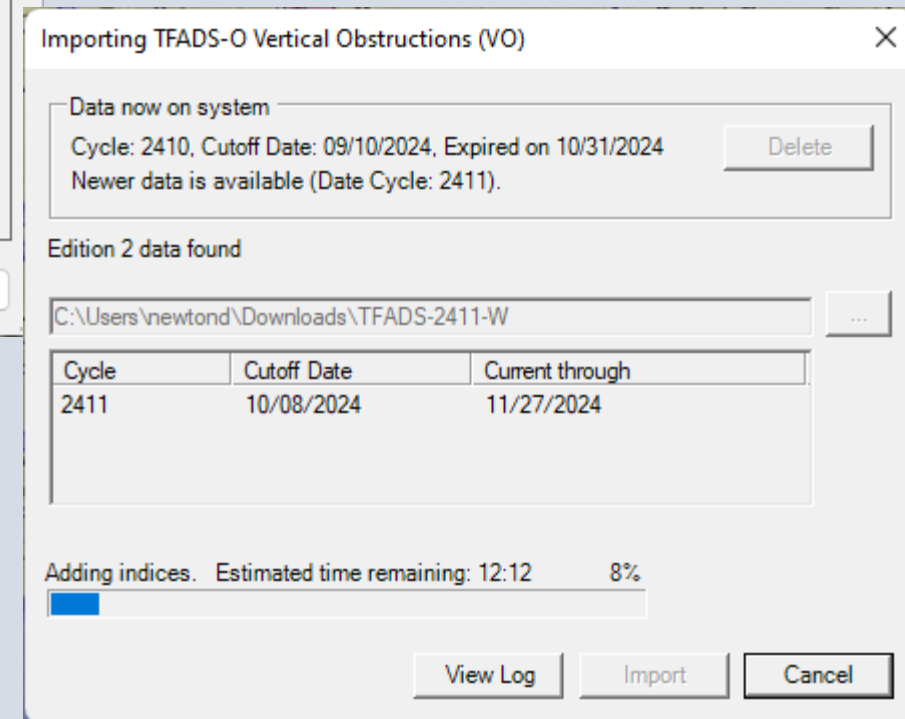 Importing TFADS-O Vertical Obstructions (VO)
Data now on system
Cycle: 2410, Cutoff Date: 09/10/2024, Expired on 10/31/2024
Delete
Newer data is available (Date Cycle: 2411).
Edition 2 data found
C:\Users\newtond\Downloads\TFADS-2411-W
...
Cycle Cutoff Date Current through
2411 10/08/2024 11/27/2024
Adding indices. Estimated time remaining: 12:12 8%
View Log Import Cancel